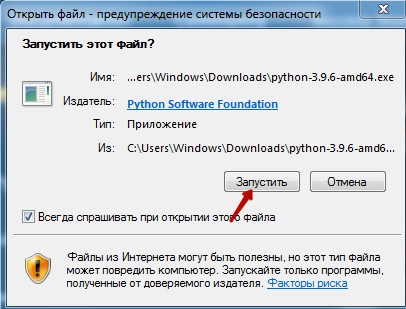 Открыть файл - предупреждение системы безопасности
Запустить этот файл?
Имя: ...ers\Windows\Downloads\python-3.9.6-amd64.exe
Издатель: Python Software Foundation
Тип: Приложение
Из: C:\Users\Windows\Downloads\python-3.9.6-amd6...
Запустить Отмена
Всегда спрашивать при открытии этого файла
Файлы из Интернета могут быть полезны, но этот тип файла
может повредить компьютер. Запускайте только программы,
полученные от доверяемого издателя. Факторы риска